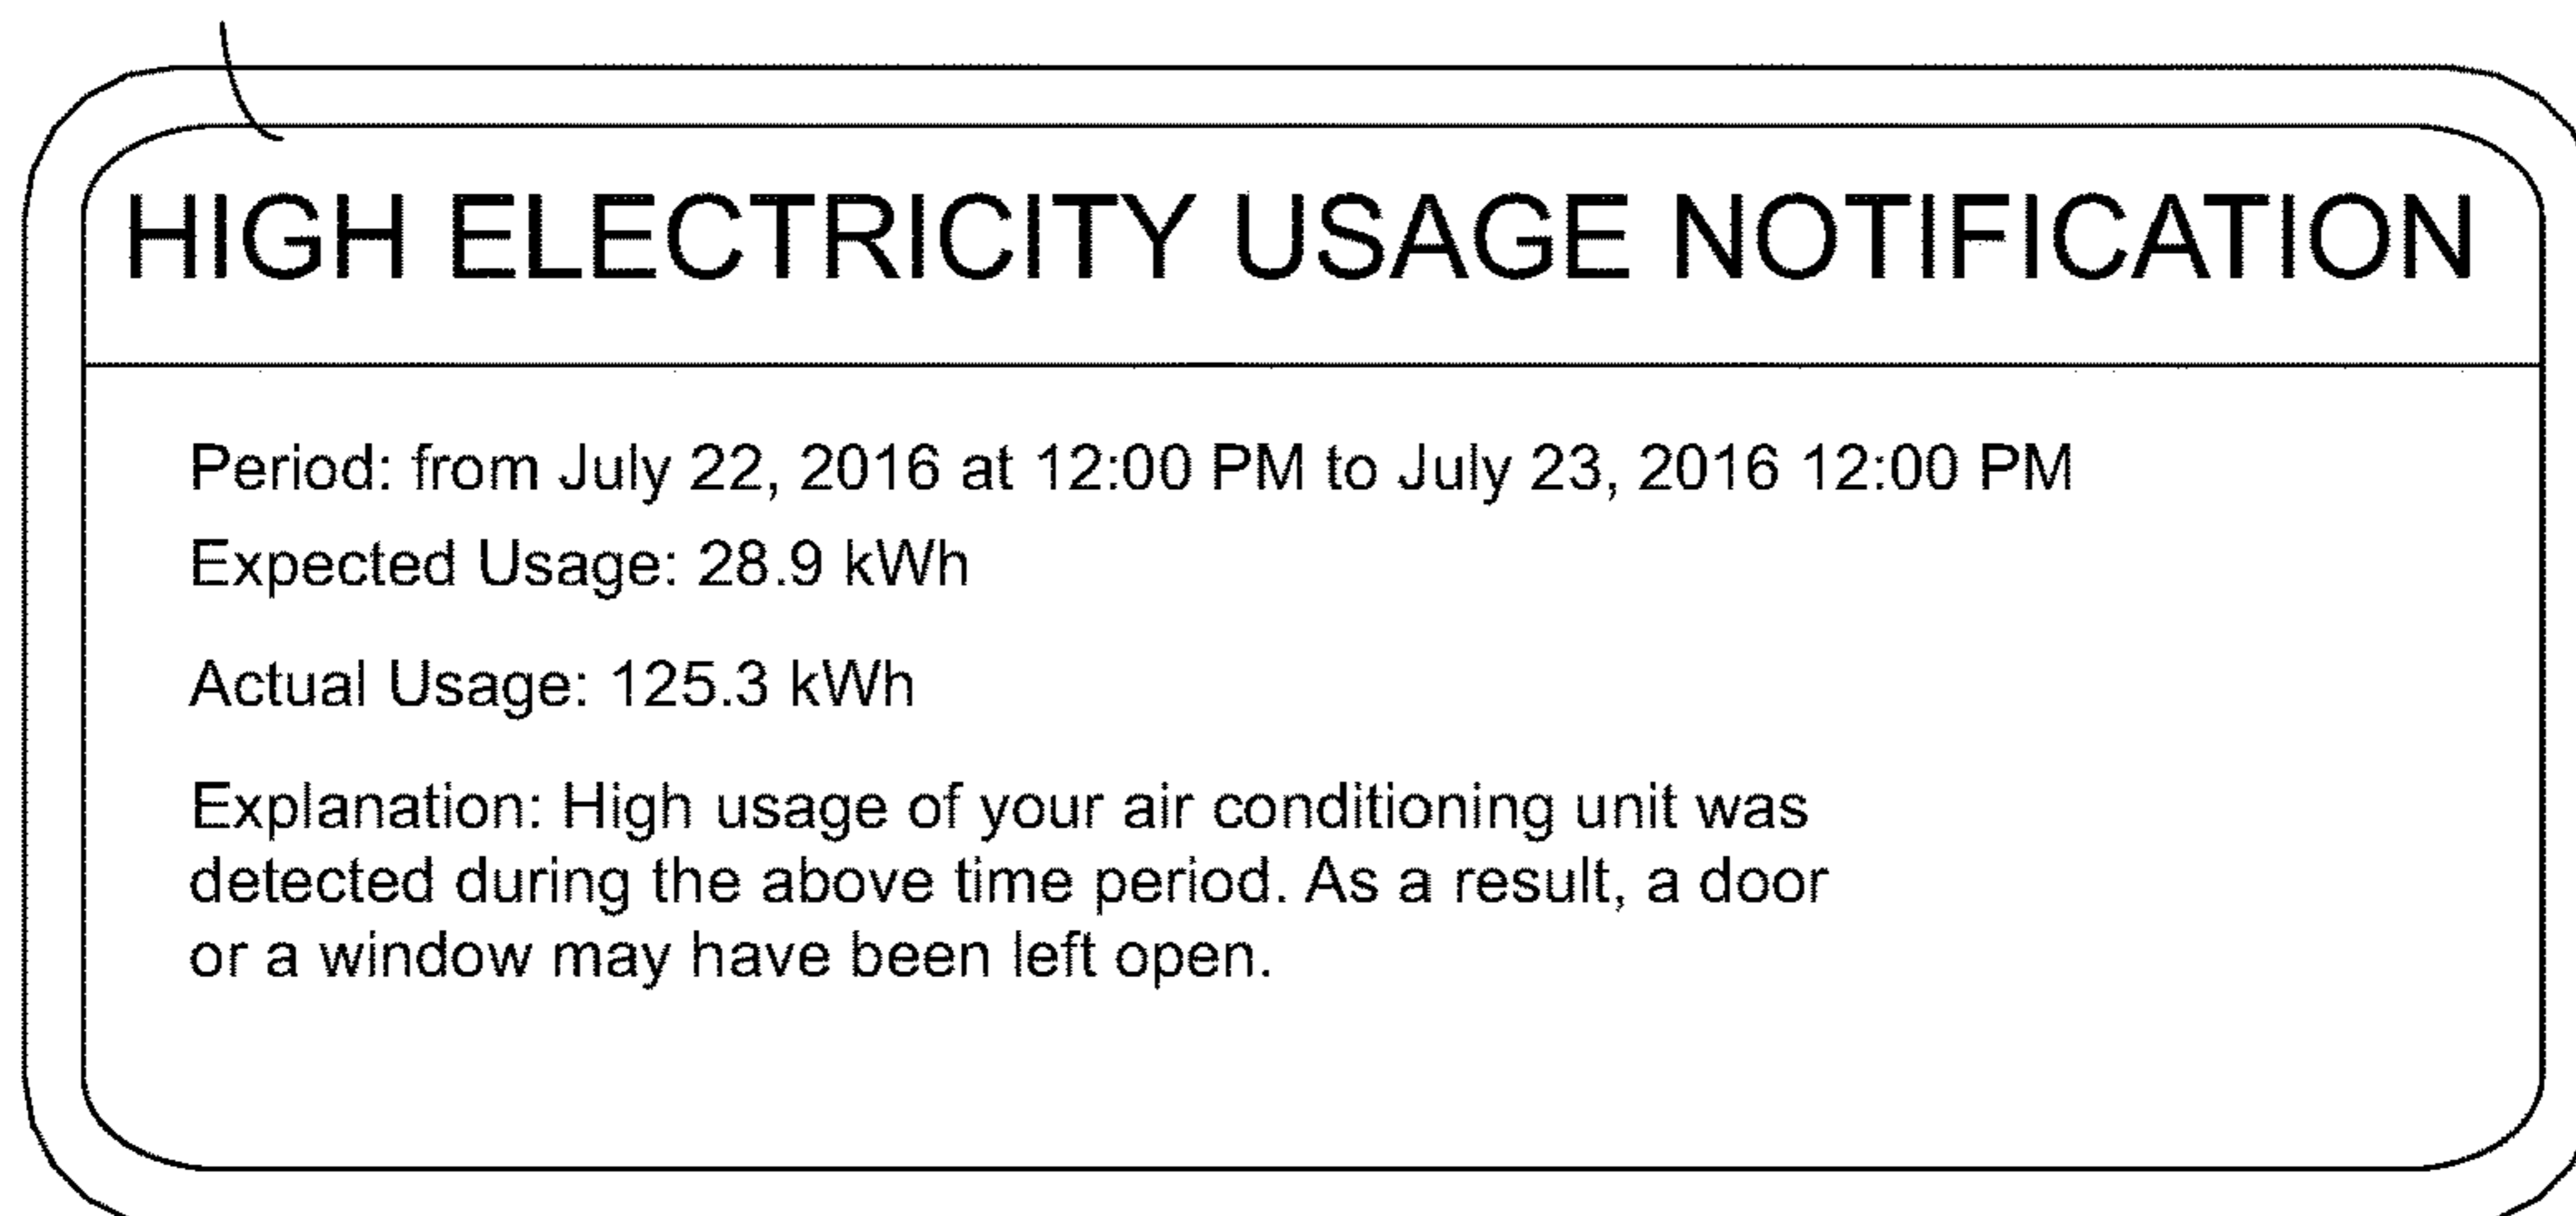 HIGH ELECTRICITY USAGE NOTIFICATION
Period: from July 22, 2016 at 12:00 PM to July 23, 2016 12:00 PM
Expected Usage: 28.9 kWh
Actual Usage: 125.3 kWh
Explanation: High usage of your air conditioning unit was
detected during the above time period. As a result, a door
or a window may have been left open.